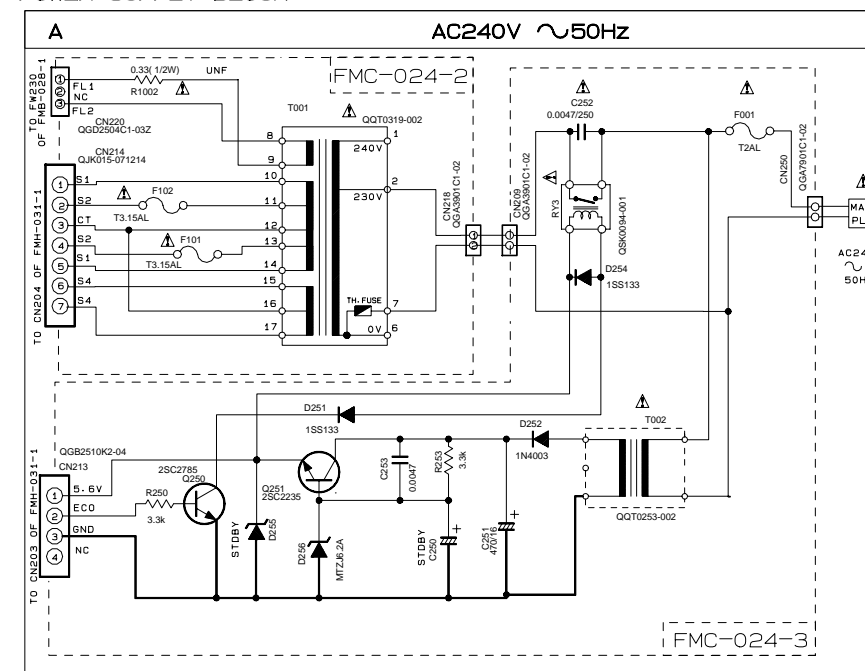 A
AC240V ∿50Hz
FMC-024-2
TO FW230
OF FMB-028-1
1
2
3
FL1
NC
FL2
0.33( 1/2W)
R1002
UNF
CN220
QGD2504C1-03Z
CN214
QJK015-071214
TO CN204 OF FMH-031-1
1 S1
2 S2
3 CT
4 S2
5 S1
6 S4
7 S4
F102
T3.15AL
F101
T3.15AL
T001
QQT0319-002
8
9
10
11
12
13
14
15
16
17
1
240V
2
230V
TH.FUSE
7
0V
6
CN218
QGA3901C1-02
1
2
CN209
QGA3901C1-02
1
2
C252
0.0047/250
F001
T2AL
CN250
QGA7901C1-02
RY3
QSK0094-001
D254
1SS133
MA
PL
AC24
∿
50H
D251
1SS133
D252
1N4003
T002
QQT0253-002
QGB2510K2-04
CN213
TO CN203 OF FMH-031-1
1 5.6V
2 ECO
3 GND
4 NC
2SC2785
Q250
R250
3.3k
Q251
2SC2235
C253
0.0047
R253
3.3k
STDBY
D255
D256
MTZJ6.2A
STDBY
C250
+
C251
470/16
+
FMC-024-3